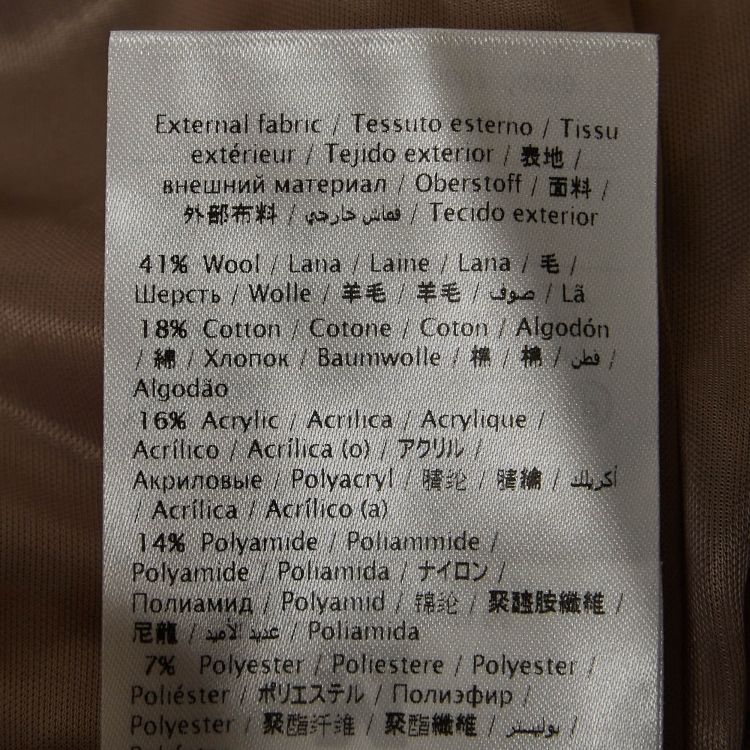 External fabric / Tessuto esterno / Tissu
extérieur / Tejido exterior / 表地 /
внешний материал / Oberstoff / 面料 /
外部布料 / قماش خارجي / Tecido exterior
41% Wool / Lana / Laine / Lana / 毛 /
Шерсть / Wolle / 羊毛 / 羊毛 / صوف / Lã
18% Cotton / Cotone / Coton / Algodón
/ 綿 / Хлопок / Baumwolle / 棉 / 棉 / قطن /
Algodão
16% Acrylic / Acrilica / Acrylique /
Acrílico / Acrílica (o) / アクリル /
Акриловые / Polyacryl / 腈纶 / 腈綸 / أكريلك
/ Acrílica / Acrílico (a)
14% Polyamide / Poliammide /
Polyamide / Poliamida / ナイロン /
Полиамид / Polyamid / 锦纶 / 聚醯胺纖維 /
尼龍 / عديد الأميد / Poliamida
7% Polyester / Poliestere / Polyester /
Poliéster / ポリエステル / Полиэфир /
Polyester / 聚酯纤维 / 聚酯纖維 / بوليستر /